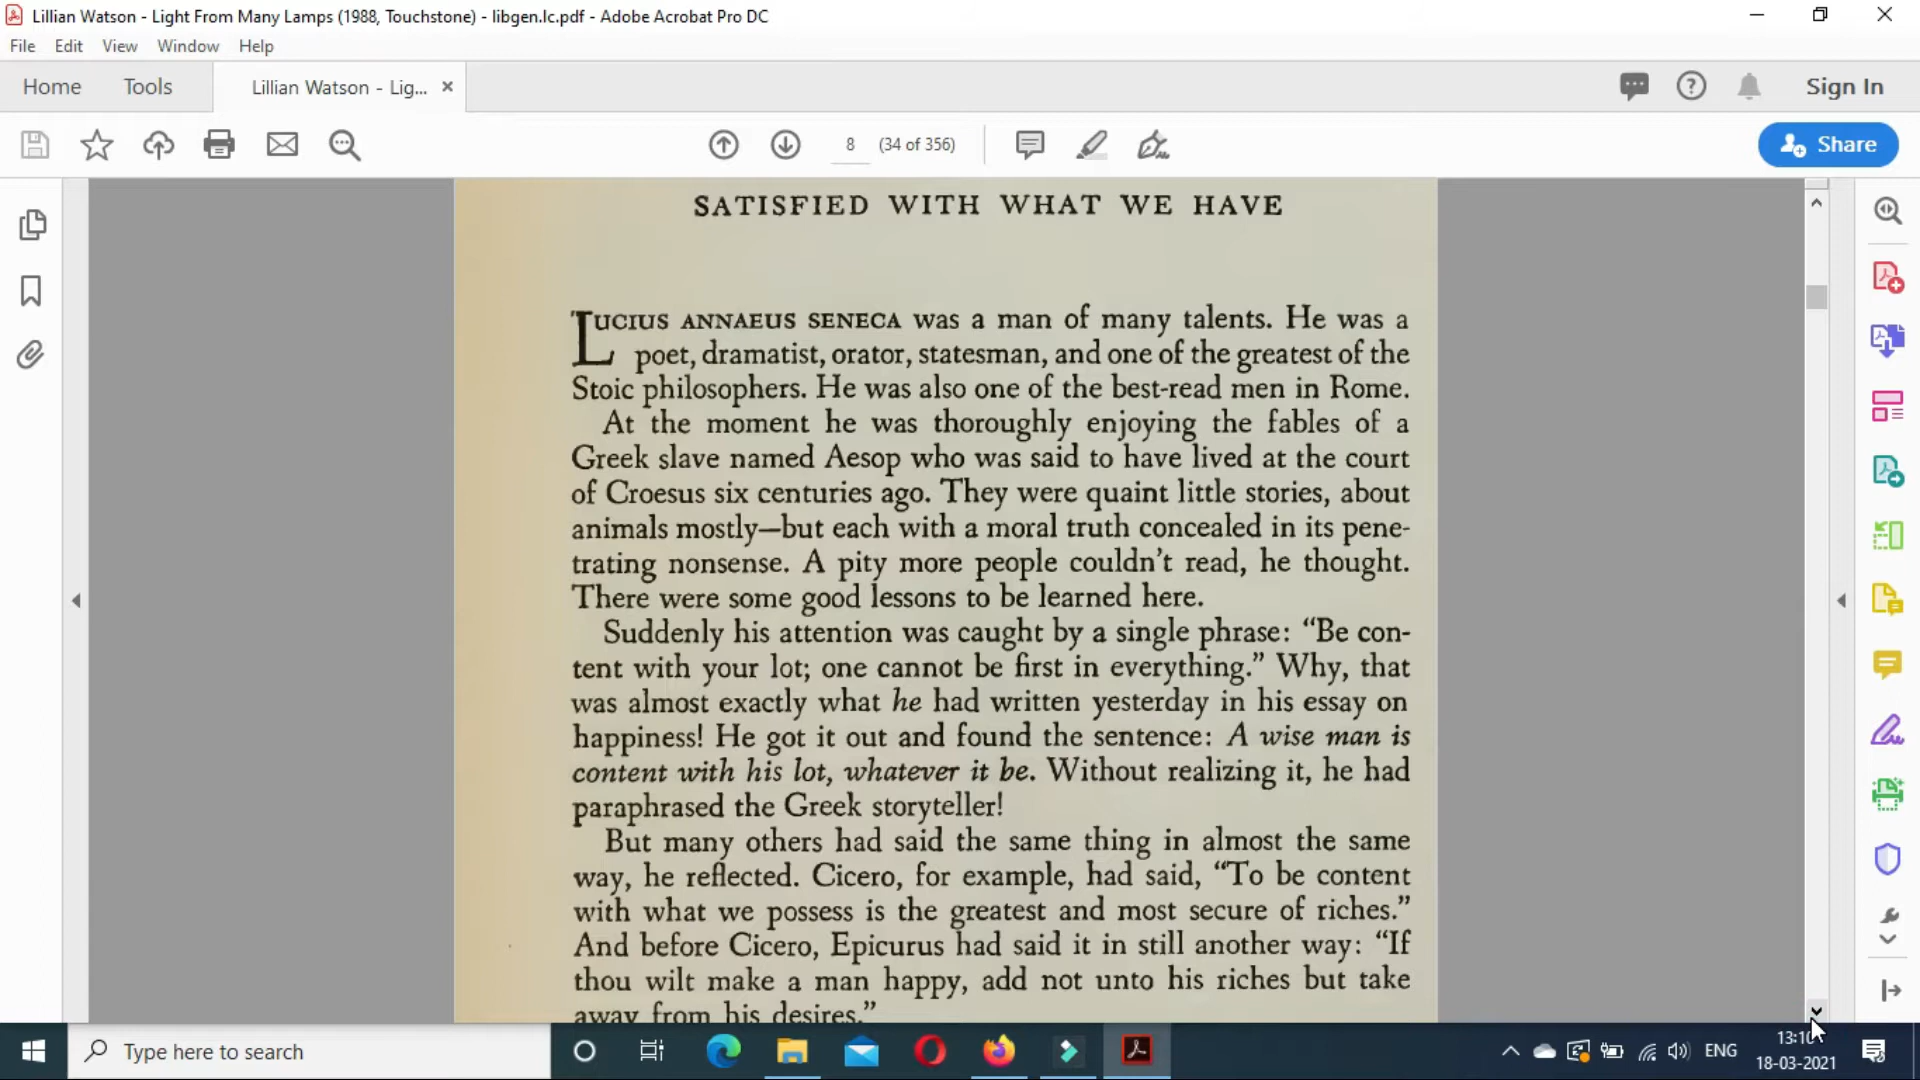 Lillian Watson - Light From Many Lamps (1988, Touchstone) - libgen.lc.pdf - Adobe Acrobat Pro DC
File Edit View Window Help
Home Tools Lillian Watson - Lig... × Sign In
8 (34 of 356) Share
SATISFIED WITH WHAT WE HAVE
LUCIUS ANNAEUS SENECA was a man of many talents. He was a
poet, dramatist, orator, statesman, and one of the greatest of the
Stoic philosophers. He was also one of the best-read men in Rome.
At the moment he was thoroughly enjoying the fables of a
Greek slave named Aesop who was said to have lived at the court
of Croesus six centuries ago. They were quaint little stories, about
animals mostly—but each with a moral truth concealed in its pene-
trating nonsense. A pity more people couldn't read, he thought.
There were some good lessons to be learned here.
Suddenly his attention was caught by a single phrase: "Be con-
tent with your lot; one cannot be first in everything." Why, that
was almost exactly what he had written yesterday in his essay on
happiness! He got it out and found the sentence: A wise man is
content with his lot, whatever it be. Without realizing it, he had
paraphrased the Greek storyteller!
But many others had said the same thing in almost the same
way, he reflected. Cicero, for example, had said, "To be content
with what we possess is the greatest and most secure of riches."
And before Cicero, Epicurus had said it in still another way: "If
thou wilt make a man happy, add not unto his riches but take
away from his desires."
Type here to search
ENG
13:10
18-03-2021